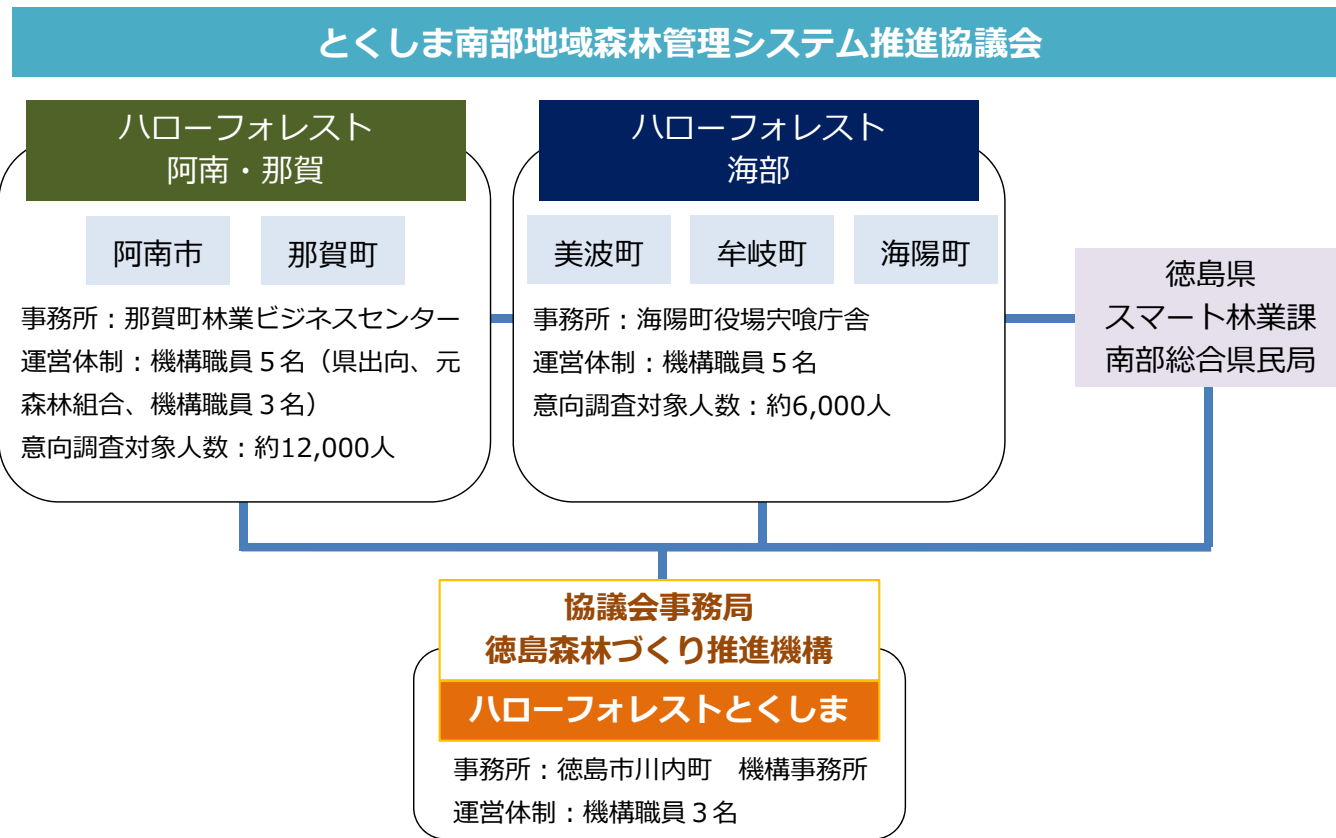 とくしま南部地域森林管理システム推進協議会
ハローフォレスト
阿南・那賀
阿南市
那賀町
事務所：那賀町林業ビジネスセンター
運営体制：機構職員５名（県出向、元
森林組合、機構職員３名）
意向調査対象人数：約12,000人
ハローフォレスト
海部
美波町
牟岐町
海陽町
事務所：海陽町役場宍喰庁舎
運営体制：機構職員５名
意向調査対象人数：約6,000人
徳島県
スマート林業課
南部総合県民局
協議会事務局
徳島森林づくり推進機構
ハローフォレストとくしま
事務所：徳島市川内町　機構事務所
運営体制：機構職員３名